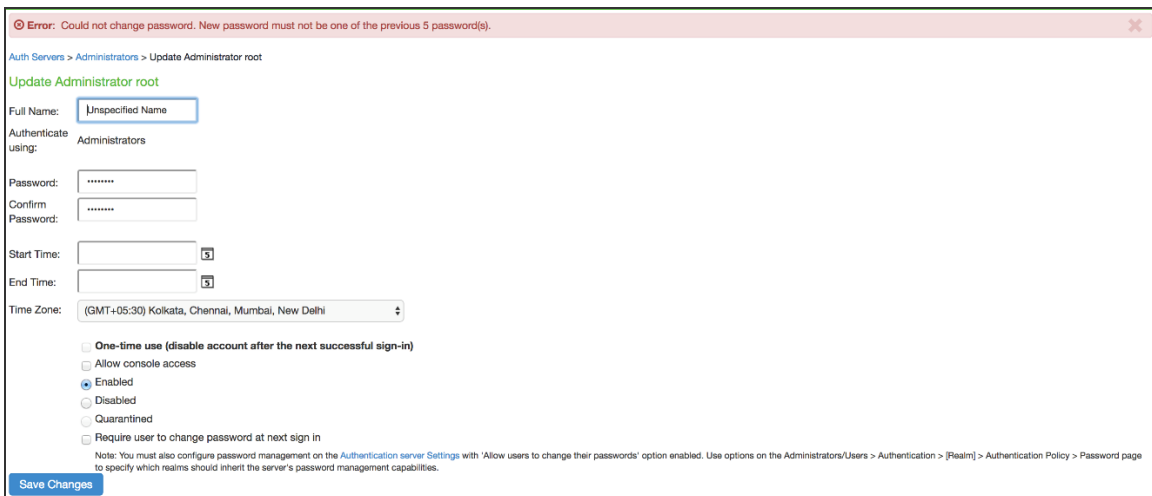 Error: Could not change password. New password must not be one of the previous 5 password(s).
Auth Servers > Administrators > Update Administrator root
Update Administrator root
Full Name: Unspecified Name
Authenticate
using: Administrators
Password: ••••••••
Confirm
Password: ••••••••
Start Time: 5
End Time: 5
Time Zone: (GMT+05:30) Kolkata, Chennai, Mumbai, New Delhi
One-time use (disable account after the next successful sign-in)
Allow console access
Enabled
Disabled
Quarantined
Require user to change password at next sign in
Note: You must also configure password management on the Authentication server Settings with 'Allow users to change their passwords' option enabled. Use options on the Administrators/Users > Authentication > [Realm] > Authentication Policy > Password page
to specify which realms should inherit the server's password management capabilities.
Save Changes